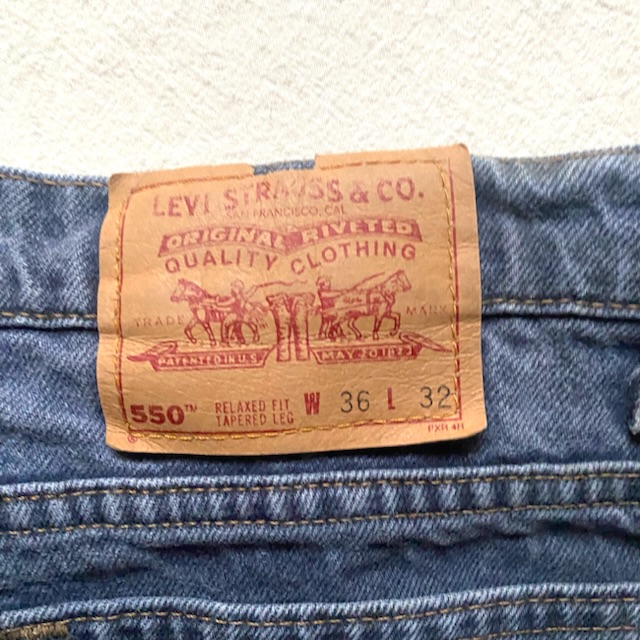 LEVI STRAUSS & CO.
SAN FRANCISCO, CAL.
ORIGINAL RIVETED
QUALITY CLOTHING
TRADE MARK
PATENTED IN U.S. MAY 20 1873
550™ RELAXED FIT W 36 L 32
TAPERED LEG
®